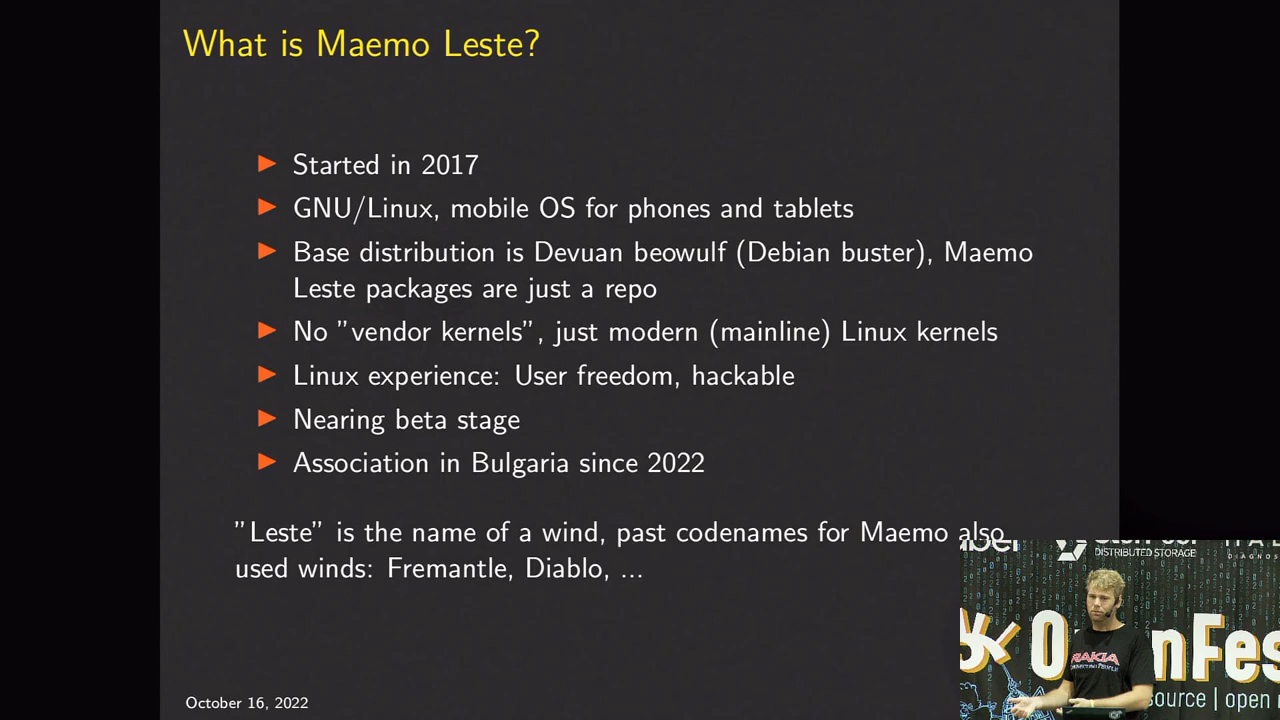 What is Maemo Leste?
Started in 2017
GNU/Linux, mobile OS for phones and tablets
Base distribution is Devuan beowulf (Debian buster), Maemo
Leste packages are just a repo
No ”vendor kernels”, just modern (mainline) Linux kernels
Linux experience: User freedom, hackable
Nearing beta stage
Association in Bulgaria since 2022
”Leste” is the name of a wind, past codenames for Maemo also
used winds: Fremantle, Diablo, ...
October 16, 2022
DISTRIBUTED STORAGE
RAKIA
CONNECTING PEOPLE
source | open